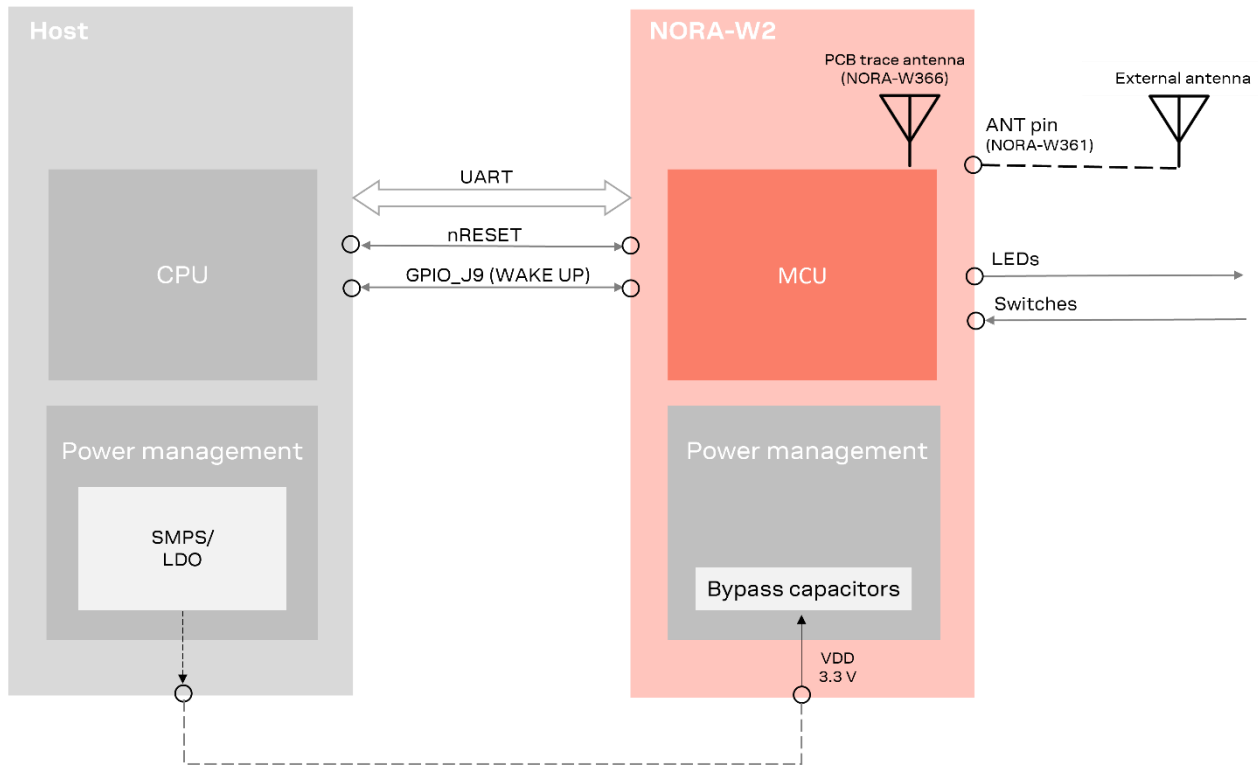 Host
NORA-W2
PCB trace antenna
(NORA-W366)
External antenna
ANT pin
(NORA-W361)
UART
nRESET
GPIO_J9 (WAKE UP)
CPU
MCU
LEDs
Switches
Power management
SMPS/
LDO
Power management
Bypass capacitors
VDD
3.3 V